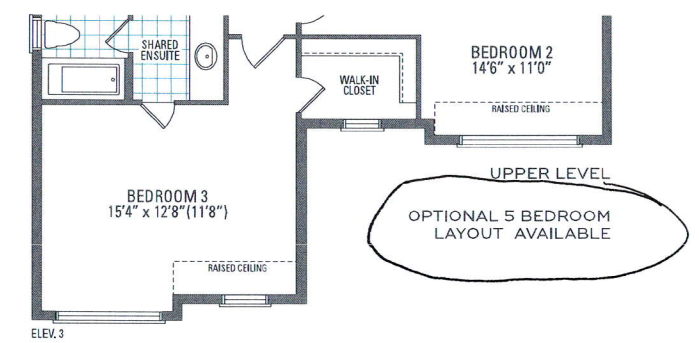 SHARED
ENSUITE
BEDROOM 2
14'6" x 11'0"
WALK-IN
CLOSET
RAISED CEILING
UPPER LEVEL
BEDROOM 3
15'4" x 12'8"(11'8")
OPTIONAL 5 BEDROOM
LAYOUT AVAILABLE
RAISED CEILING
ELEV. 3